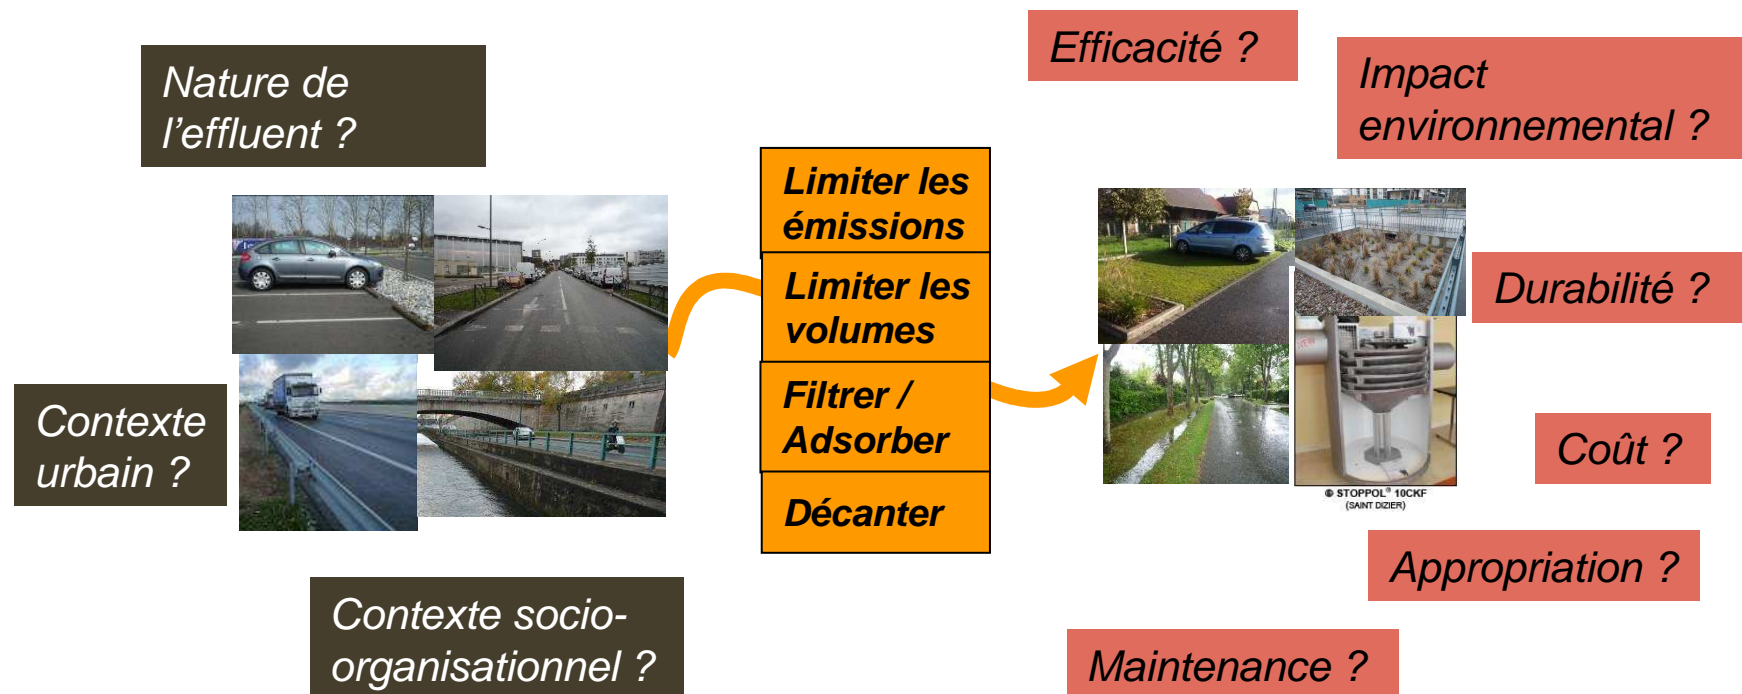 Nature de
l'effluent ?
Contexte
urbain ?
Contexte socio-
organisationnel ?
Limiter les
émissions
Limiter les
volumes
Filtrer /
Adsorber
Décanter
Efficacité ?
Impact
environnemental ?
Durabilité ?
Coût ?
Appropriation ?
Maintenance ?
© STOPPOL® 10CKF
(SAINT DIZIER)